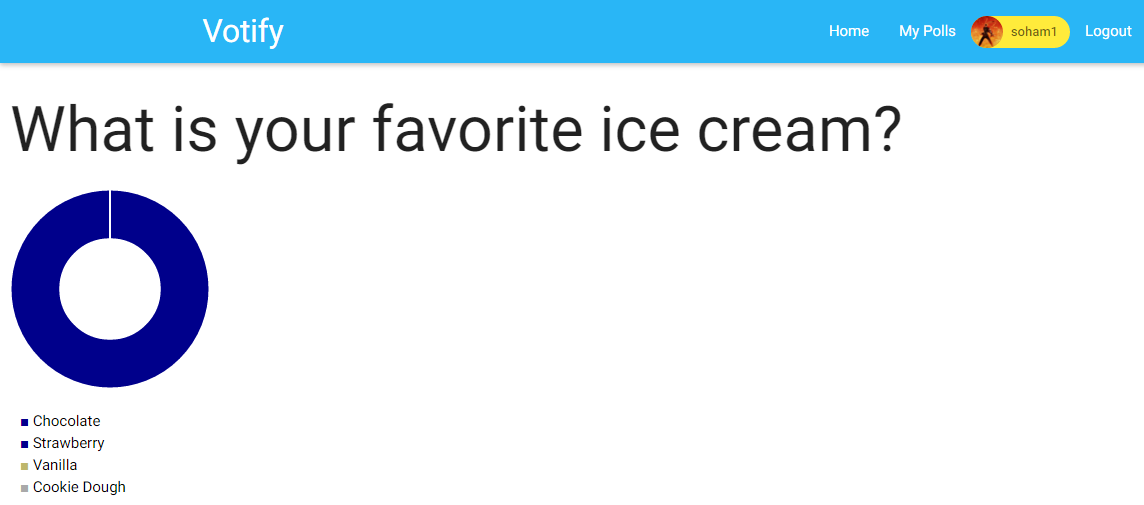 Votify
Home My Polls soham1 Logout
What is your favorite ice cream?
Chocolate
Strawberry
Vanilla
Cookie Dough